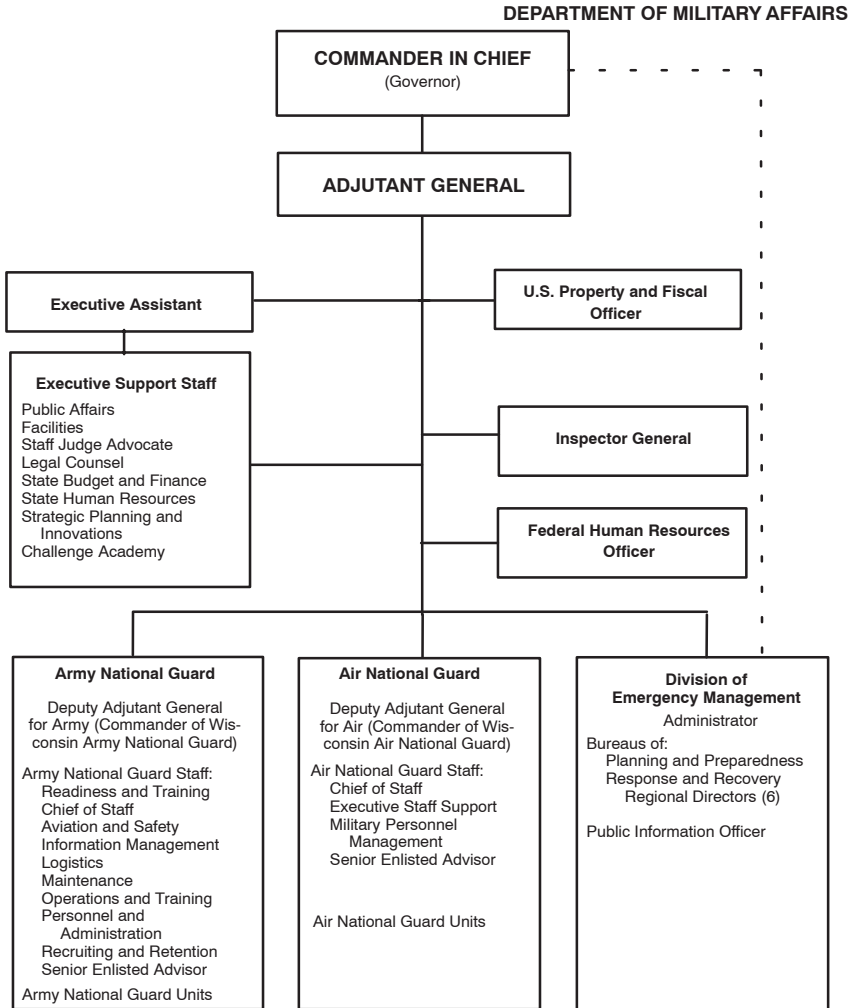 DEPARTMENT OF MILITARY AFFAIRS
COMMANDER IN CHIEF
(Governor)
ADJUTANT GENERAL
Executive Assistant
U.S. Property and Fiscal
Officer
Executive Support Staff
Public Affairs
Facilities
Staff Judge Advocate
Legal Counsel
State Budget and Finance
State Human Resources
Strategic Planning and
Innovations
Challenge Academy
Inspector General
Federal Human Resources
Officer
Army National Guard
Deputy Adjutant General
for Army (Commander of Wis-
consin Army National Guard)
Army National Guard Staff:
Readiness and Training
Chief of Staff
Aviation and Safety
Information Management
Logistics
Maintenance
Operations and Training
Personnel and
Administration
Recruiting and Retention
Senior Enlisted Advisor
Army National Guard Units
Air National Guard
Deputy Adjutant General
for Air (Commander of Wis-
consin Air National Guard)
Air National Guard Staff:
Chief of Staff
Executive Staff Support
Military Personnel
Management
Senior Enlisted Advisor
Air National Guard Units
Division of
Emergency Management
Administrator
Bureaus of:
Planning and Preparedness
Response and Recovery
Regional Directors (6)
Public Information Officer